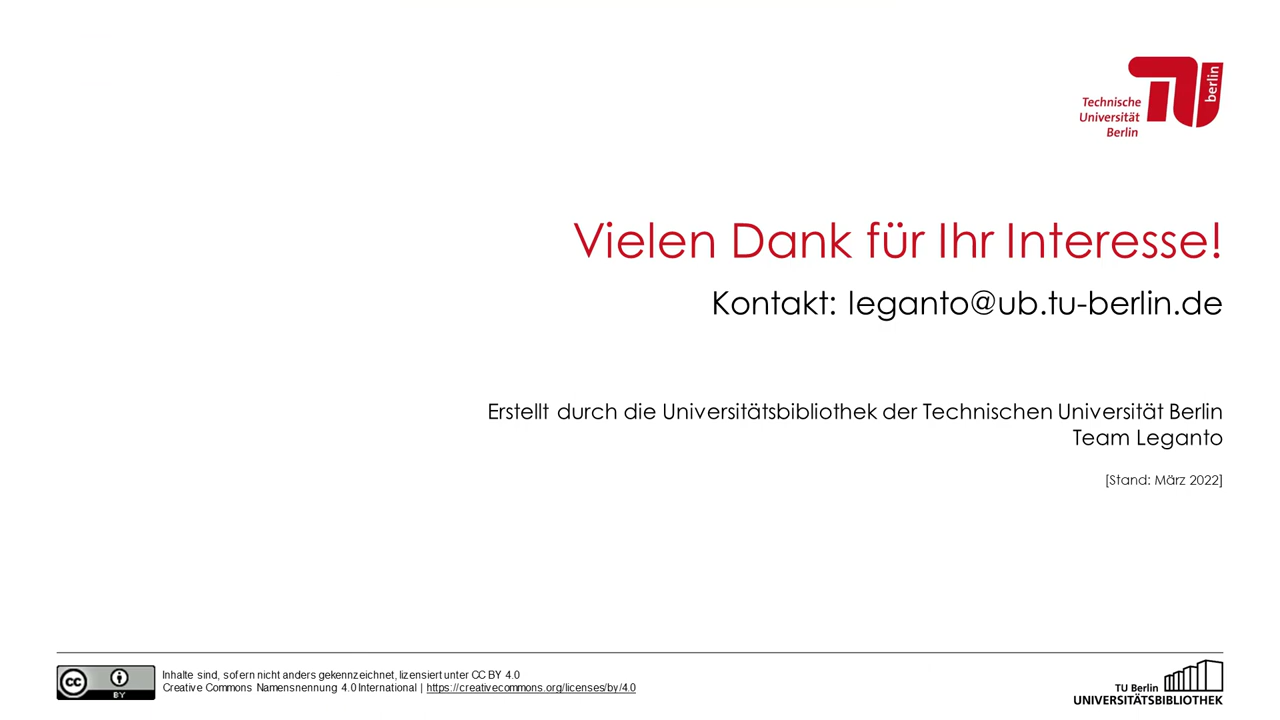 Technische
Universität
Berlin
berlin
Vielen Dank für Ihr Interesse!
Kontakt: leganto@ub.tu-berlin.de
Erstellt durch die Universitätsbibliothek der Technischen Universität Berlin
Team Leganto
[Stand: März 2022]
cc
BY
Inhalte sind, sofern nicht anders gekennzeichnet, lizensiert unter CC BY 4.0
Creative Commons Namensnennung 4.0 International | https://creativecommons.org/licenses/by/4.0
TU Berlin
UNIVERSITÄTSBIBLIOTHEK